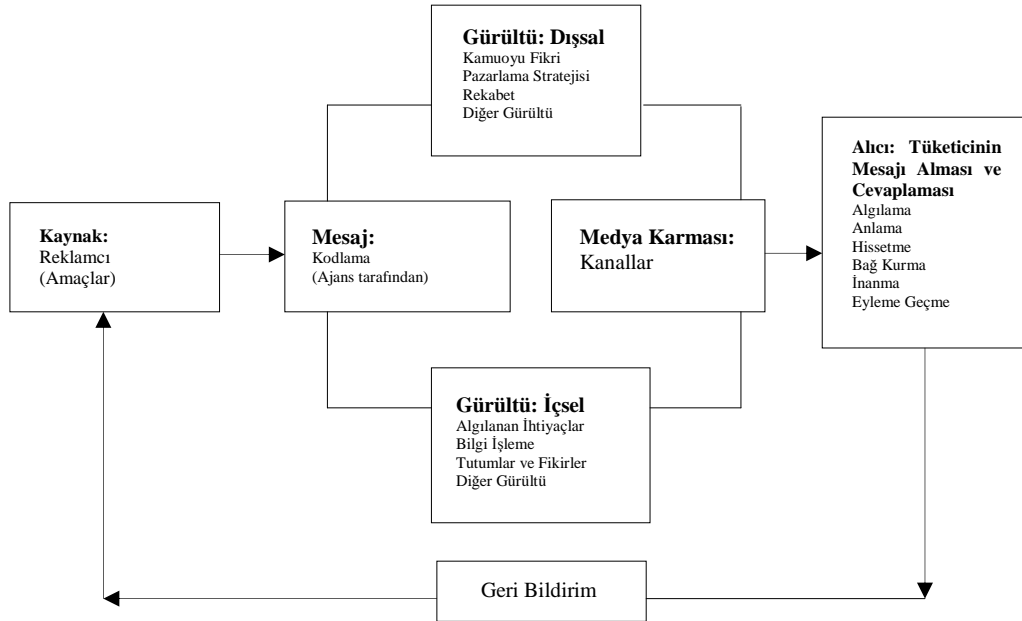 Gürültü: Dışsal
Kamuoyu Fikri
Pazarlama Stratejisi
Rekabet
Diğer Gürültü
Kaynak:
Reklamcı
(Amaçlar)
Mesaj:
Kodlama
(Ajans tarafından)
Medya Karması:
Kanallar
Alıcı: Tüketicinin
Mesajı Alması ve
Cevaplaması
Algılama
Anlama
Hissetme
Bağ Kurma
İnanma
Eyleme Geçme
Gürültü: İçsel
Algılanan İhtiyaçlar
Bilgi İşleme
Tutumlar ve Fikirler
Diğer Gürültü
Geri Bildirim